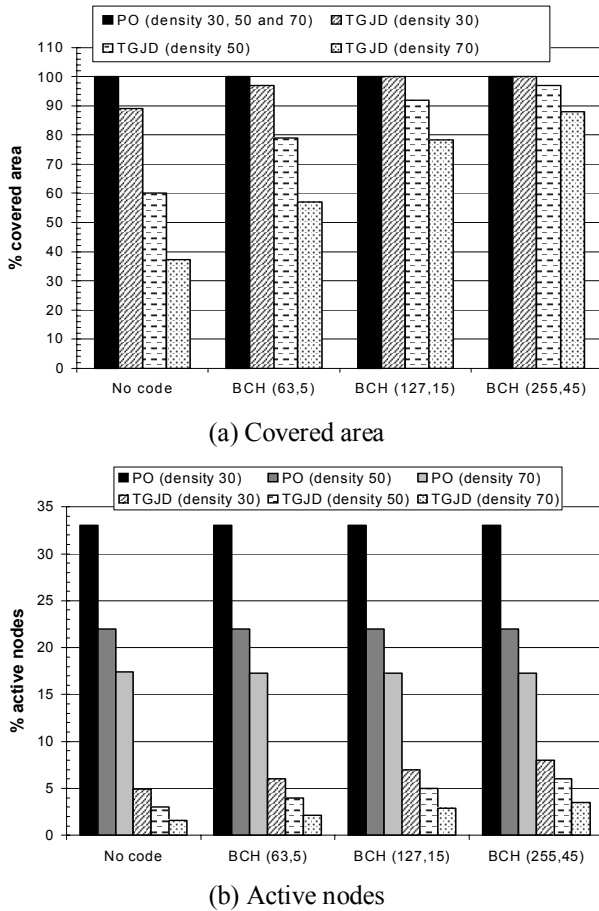 PO (density 30, 50 and 70) TGJD (density 30)
TGJD (density 50) TGJD (density 70)
110
100
90
80
70
60
50
40
30
20
10
0
% covered area
No code BCH (63,5) BCH (127,15) BCH (255,45)
(a) Covered area
PO (density 30) PO (density 50) PO (density 70)
TGJD (density 30) TGJD (density 50) TGJD (density 70)
35
30
25
20
15
10
5
0
% active nodes
No code BCH (63,5) BCH (127,15) BCH (255,45)
(b) Active nodes